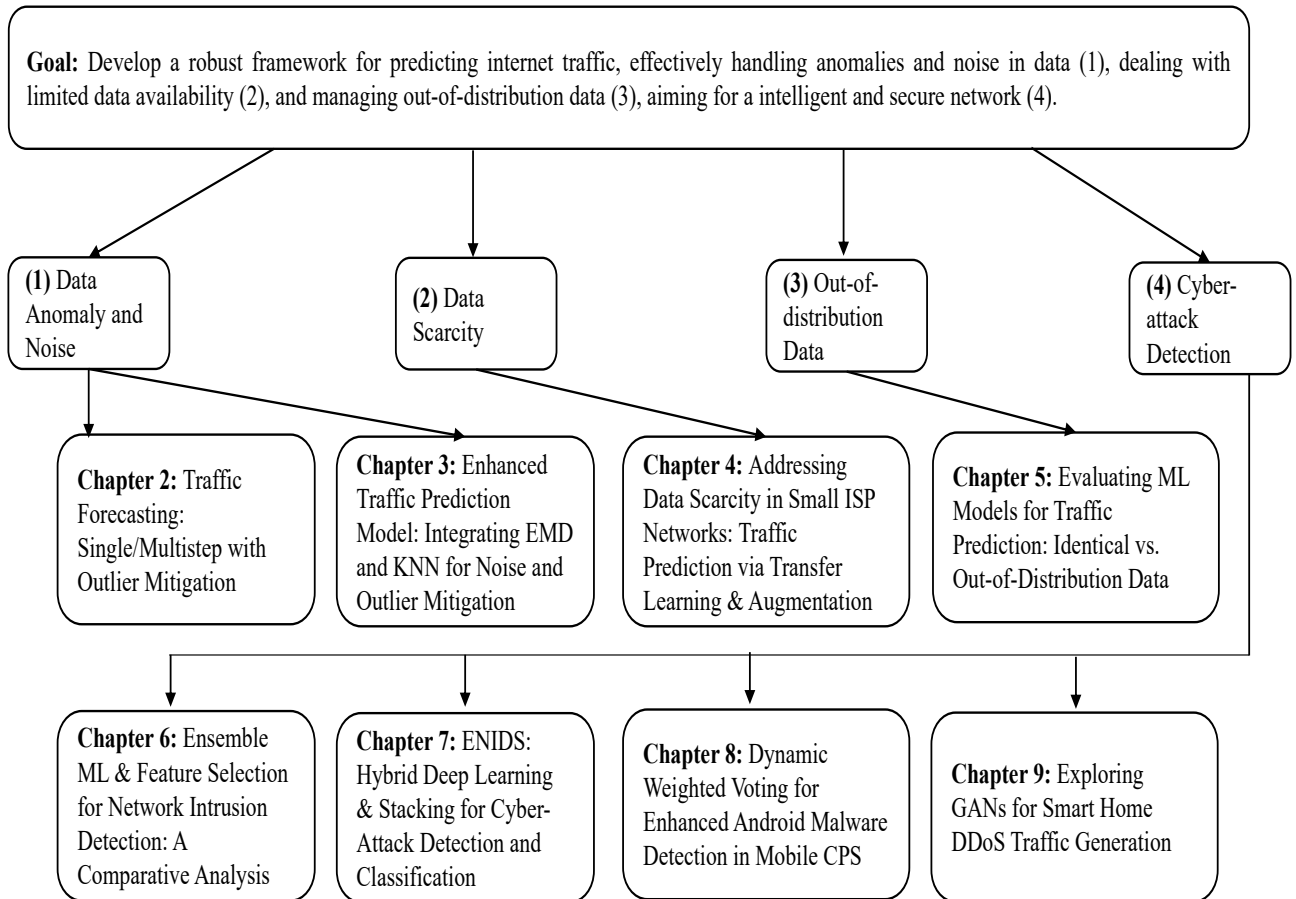 Goal: Develop a robust framework for predicting internet traffic, effectively handling anomalies and noise in data (1), dealing with
limited data availability (2), and managing out-of-distribution data (3), aiming for a intelligent and secure network (4).
(1) Data
Anomaly and
Noise
(2) Data
Scarcity
(3) Out-of-
distribution
Data
(4) Cyber-
attack
Detection
Chapter 2: Traffic
Forecasting:
Single/Multistep with
Outlier Mitigation
Chapter 3: Enhanced
Traffic Prediction
Model: Integrating EMD
and KNN for Noise and
Outlier Mitigation
Chapter 4: Addressing
Data Scarcity in Small ISP
Networks: Traffic
Prediction via Transfer
Learning & Augmentation
Chapter 5: Evaluating ML
Models for Traffic
Prediction: Identical vs.
Out-of-Distribution Data
Chapter 6: Ensemble
ML & Feature Selection
for Network Intrusion
Detection: A
Comparative Analysis
Chapter 7: ENIDS:
Hybrid Deep Learning
& Stacking for Cyber-
Attack Detection and
Classification
Chapter 8: Dynamic
Weighted Voting for
Enhanced Android Malware
Detection in Mobile CPS
Chapter 9: Exploring
GANs for Smart Home
DDoS Traffic Generation